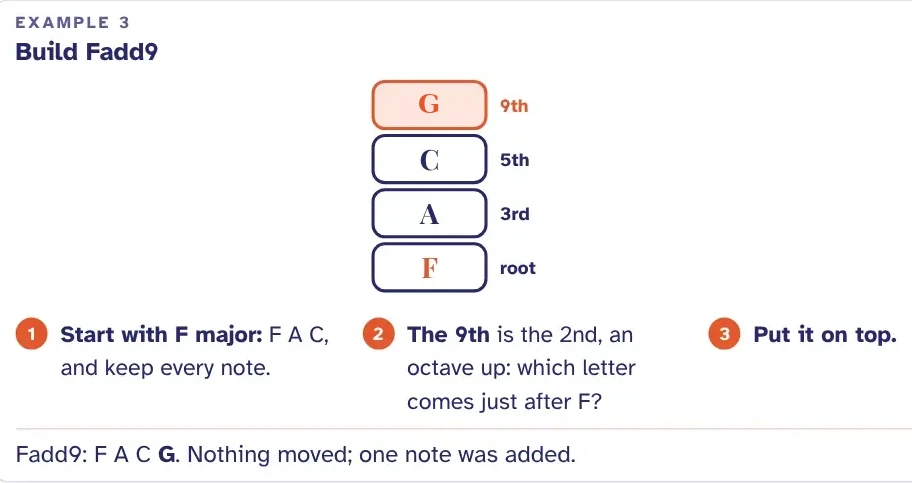 EXAMPLE 3
Build Fadd9
G 9th
C 5th
A 3rd
F root
1 Start with F major: F A C,
and keep every note.
2 The 9th is the 2nd, an
octave up: which letter
comes just after F?
3 Put it on top.
Fadd9: F A C G. Nothing moved; one note was added.